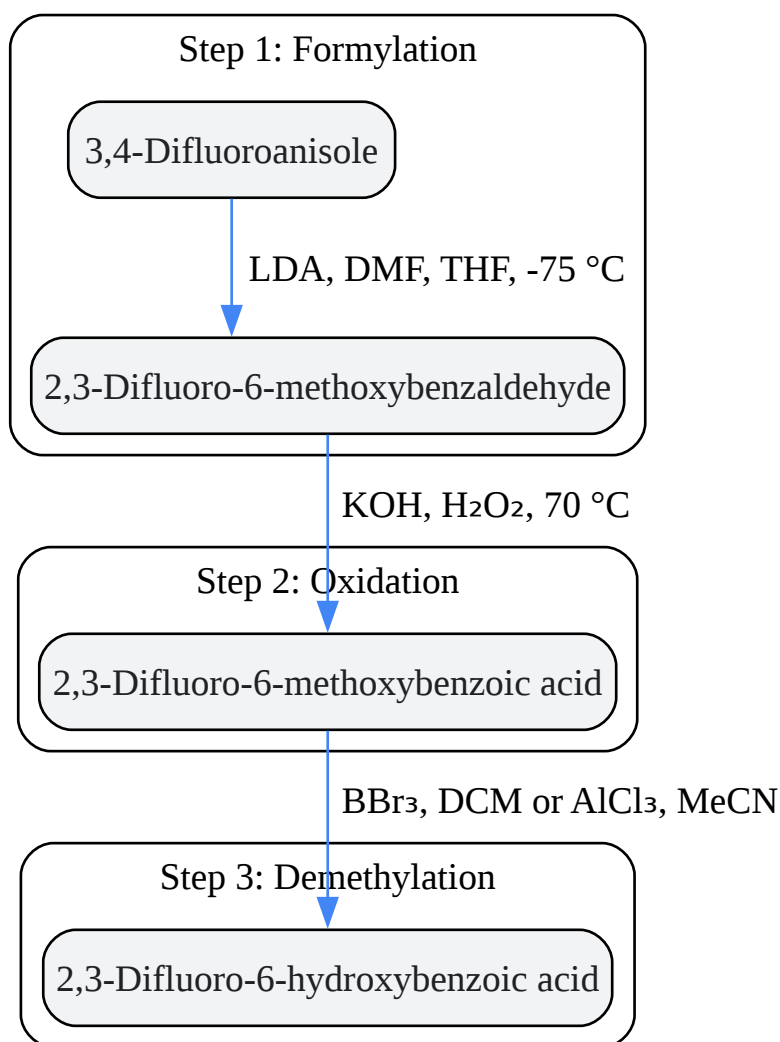 Step 1: Formylation
3,4-Difluoroanisole
LDA, DMF, THF, -75 °C
2,3-Difluoro-6-methoxybenzaldehyde
KOH, H₂O₂, 70 °C
Step 2: Oxidation
2,3-Difluoro-6-methoxybenzoic acid
BBr₃, DCM or AlCl₃, MeCN
Step 3: Demethylation
2,3-Difluoro-6-hydroxybenzoic acid